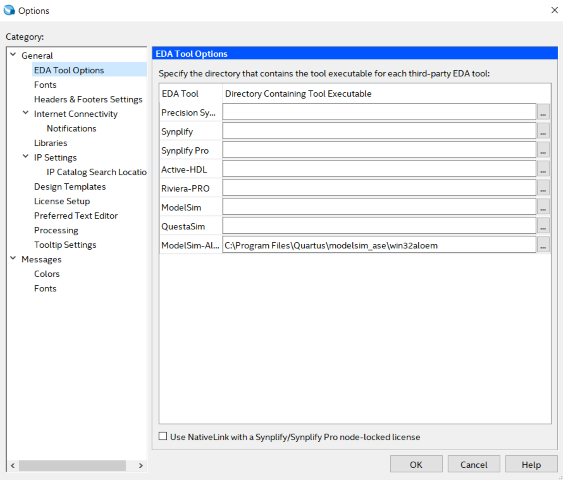 Options
Category:
General
EDA Tool Options
Fonts
Headers & Footers Settings
Internet Connectivity
Notifications
Libraries
IP Settings
IP Catalog Search Locatio
Design Templates
License Setup
Preferred Text Editor
Processing
Tooltip Settings
Messages
Colors
Fonts
EDA Tool Options
Specify the directory that contains the tool executable for each third-party EDA tool:
EDA Tool Directory Containing Tool Executable
Precision Sy... ...
Synplify ...
Synplify Pro ...
Active-HDL ...
Riviera-PRO ...
ModelSim ...
QuestaSim ...
ModelSim-Al... C:\Program Files\Quartus\modelsim_ase\win32aloem ...
Use NativeLink with a Synplify/Synplify Pro node-locked license
OK Cancel Help